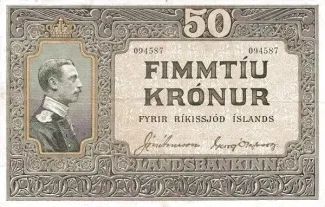 50
094587 094587
FIMMTÍU
KRÓNUR
FYRIR RÍKISSJÓÐ ÍSLANDS
LANDSBANKINN.